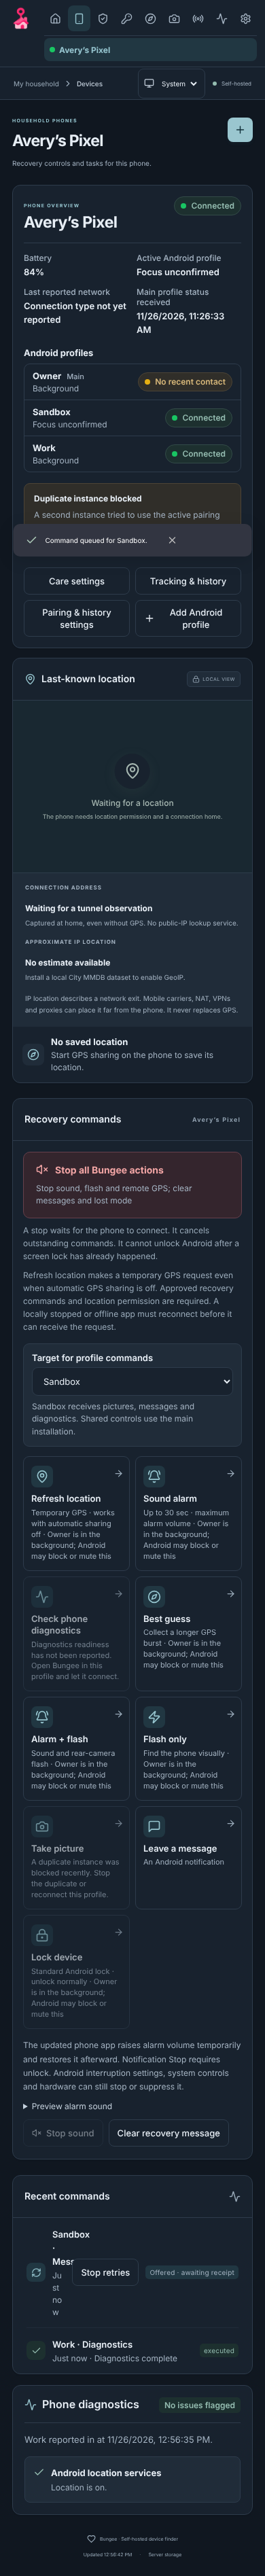 Avery's Pixel
My household
Devices
System
Self-hosted
HOUSEHOLD PHONES
Avery's Pixel
Recovery controls and tasks for this phone.
PHONE OVERVIEW
Avery's Pixel
Connected
Battery
84%
Active Android profile
Focus unconfirmed
Last reported network
Connection type not yet
reported
Main profile status
received
11/26/2026, 11:26:33
AM
Android profiles
Owner Main
Background
No recent contact
Sandbox
Focus unconfirmed
Connected
Work
Background
Connected
Duplicate instance blocked
A second instance tried to use the active pairing
Command queued for Sandbox.
Care settings
Tracking & history
Pairing & history
settings
Add Android
profile
Last-known location
LOCAL VIEW
Waiting for a location
The phone needs location permission and a connection home.
CONNECTION ADDRESS
Waiting for a tunnel observation
Captured at home, even without GPS. No public-IP lookup service.
APPROXIMATE IP LOCATION
No estimate available
Install a local City MMDB dataset to enable GeoIP.
IP location describes a network exit. Mobile carriers, NAT, VPNs
and proxies can place it far from the phone. It never replaces GPS.
No saved location
Start GPS sharing on the phone to save its
location.
Recovery commands
Avery's Pixel
Stop all Bungee actions
Stop sound, flash and remote GPS; clear
messages and lost mode
A stop waits for the phone to connect. It cancels
outstanding commands. It cannot unlock Android after a
screen lock has already happened.
Refresh location makes a temporary GPS request even
when automatic GPS sharing is off. Approved recovery
commands and location permission are required. A
locally stopped or offline app must reconnect before it
can receive the request.
Target for profile commands
Sandbox
Sandbox receives pictures, messages and
diagnostics. Shared controls use the main
installation.
Refresh location
Temporary GPS · works
with automatic sharing
off · Owner is in the
background; Android
may block or mute this
Sound alarm
Up to 30 sec · maximum
alarm volume · Owner is
in the background;
Android may block or
mute this
Check phone
diagnostics
Diagnostics readiness
has not been reported.
Open Bungee in this
profile and let it connect.
Best guess
Collect a longer GPS
burst · Owner is in the
background; Android
may block or mute this
Alarm + flash
Sound and rear-camera
flash · Owner is in the
background; Android
may block or mute this
Flash only
Find the phone visually ·
Owner is in the
background; Android
may block or mute this
Take picture
A duplicate instance was
blocked recently. Stop
the duplicate or
reconnect this profile.
Leave a message
An Android notification
Lock device
Standard Android lock ·
unlock normally · Owner
is in the background;
Android may block or
mute this
The updated phone app raises alarm volume temporarily
and restores it afterward. Notification Stop requires
unlock. Android interruption settings, system controls
and hardware can still stop or suppress it.
Preview alarm sound
Stop sound
Clear recovery message
Recent commands
Sandbox
·
Mess
Ju
st
no
w
Stop retries
Offered · awaiting receipt
Work · Diagnostics
Just now · Diagnostics complete
executed
Phone diagnostics
No issues flagged
Work reported in at 11/26/2026, 12:56:35 PM.
Android location services
Location is on.
Bungee · Self-hosted device finder
Updated 12:56:42 PM
Server storage